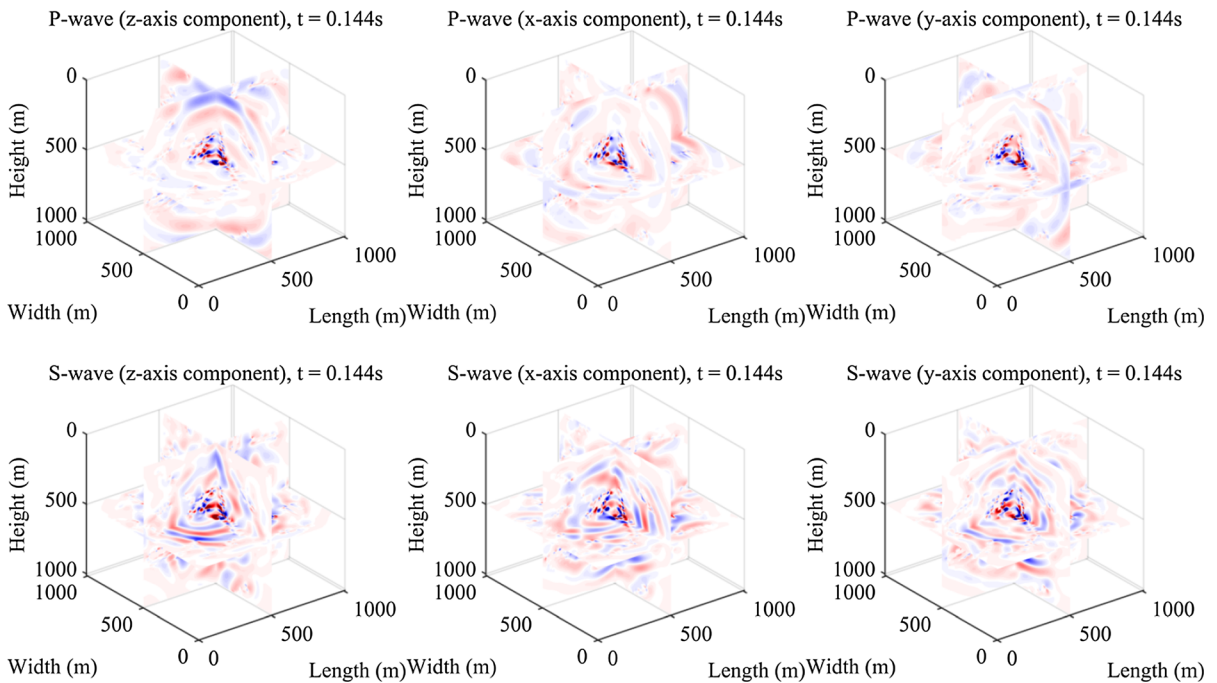 P-wave (z-axis component), t = 0.144s
P-wave (x-axis component), t = 0.144s
P-wave (y-axis component), t = 0.144s
0
500
1000
Height (m)
1000
500
0
Width (m)
0
500
1000
Length (m)
0
500
1000
Height (m)
1000
500
0
Width (m)
0
500
1000
Length (m)
0
500
1000
Height (m)
1000
500
0
Width (m)
0
500
1000
Length (m)
S-wave (z-axis component), t = 0.144s
S-wave (x-axis component), t = 0.144s
S-wave (y-axis component), t = 0.144s
0
500
1000
Height (m)
1000
500
0
Width (m)
0
500
1000
Length (m)
0
500
1000
Height (m)
1000
500
0
Width (m)
0
500
1000
Length (m)
0
500
1000
Height (m)
1000
500
0
Width (m)
0
500
1000
Length (m)